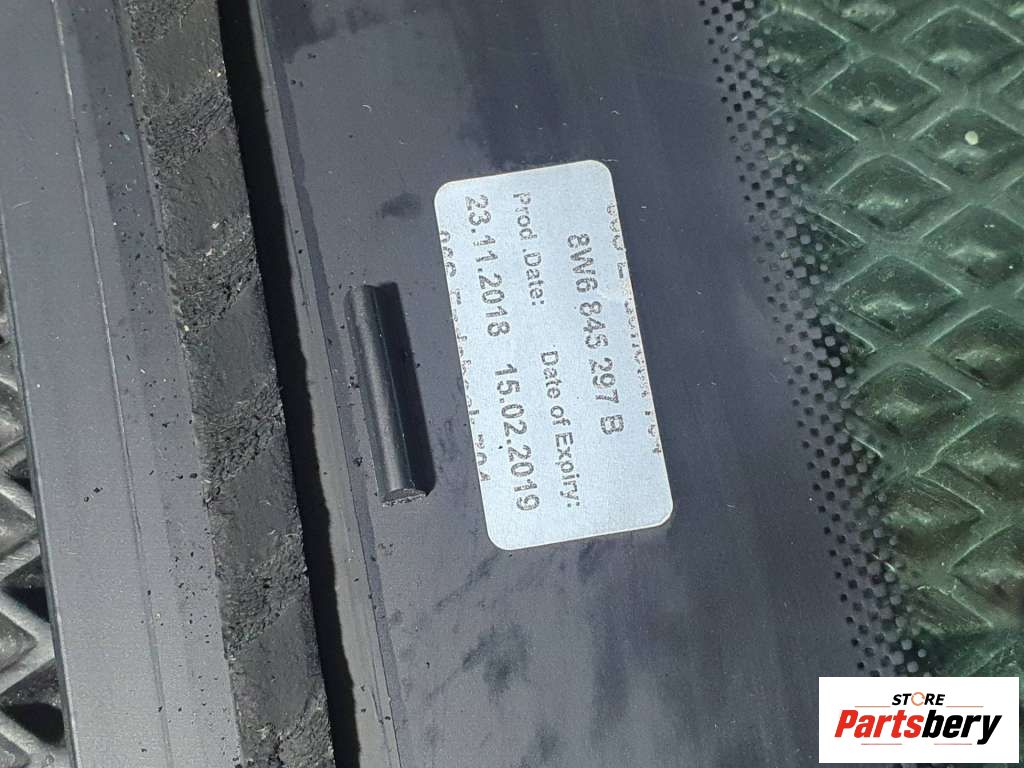 8W6 845 297 B
Prod.Date: Date of Expiry:
23.11.2018 15.02.2019
STORE
Partsbery